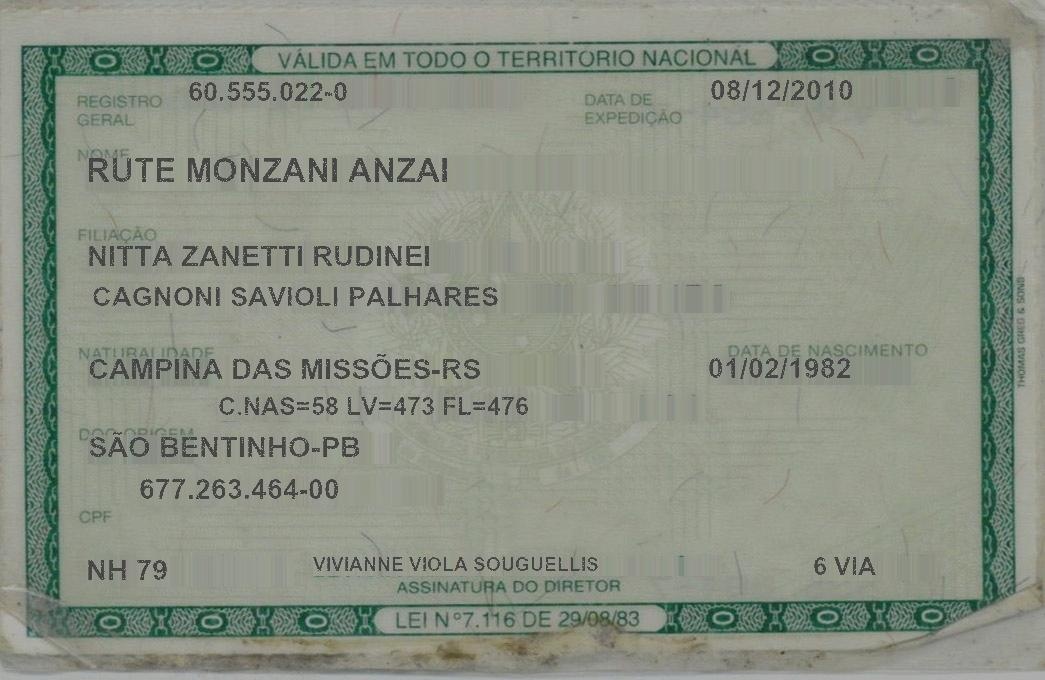 VÁLIDA EM TODO O TERRITÓRIO NACIONAL
REGISTRO GERAL 60.555.022-0 DATA DE EXPEDIÇÃO 08/12/2010
NOME
RUTE MONZANI ANZAI
FILIAÇÃO
NITTA ZANETTI RUDINEI
CAGNONI SAVIOLI PALHARES
NATURALIDADE DATA DE NASCIMENTO
CAMPINA DAS MISSÕES-RS 01/02/1982
C.NAS=58 LV=473 FL=476
DOC ORIGEM
SÃO BENTINHO-PB
677.263.464-00
CPF
NH 79 VIVIANNE VIOLA SOUGUELLIS 6 VIA
ASSINATURA DO DIRETOR
LEI Nº7.116 DE 29/08/83
THOMAS GREG & SONS